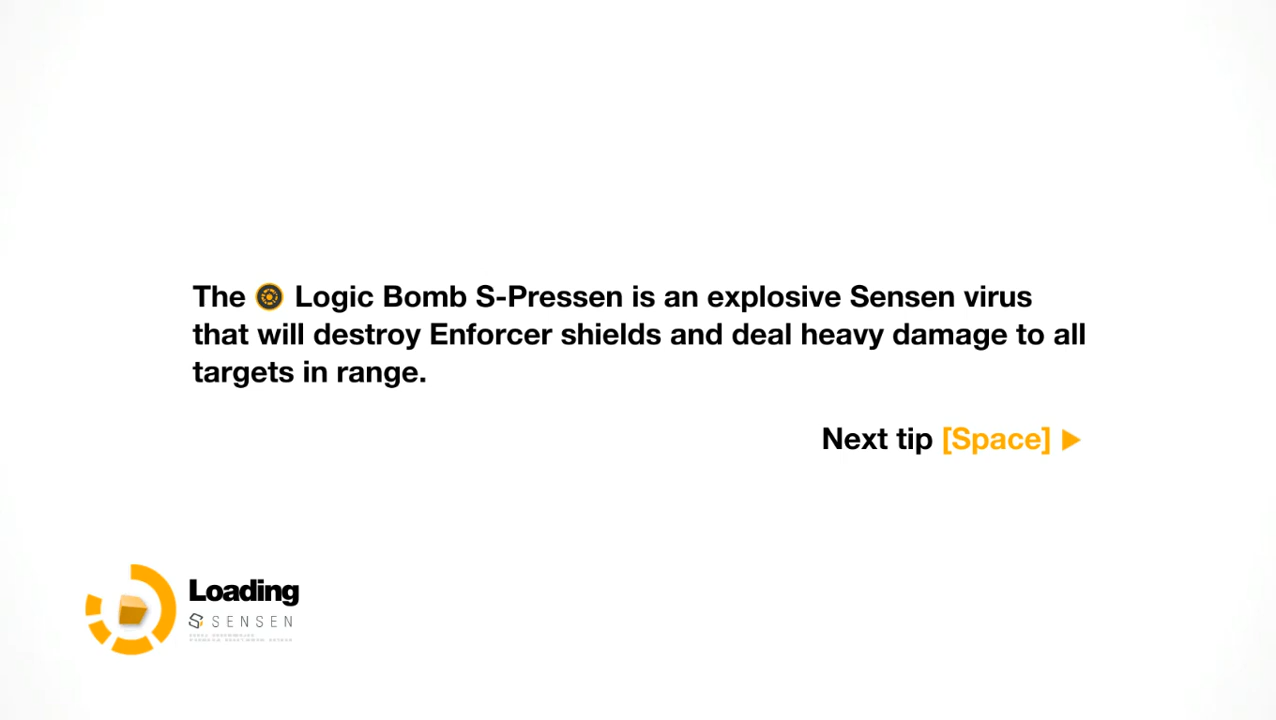 The Logic Bomb S-Pressen is an explosive Sensen virus
that will destroy Enforcer shields and deal heavy damage to all
targets in range.
Next tip [Space]
Loading
SENSEN